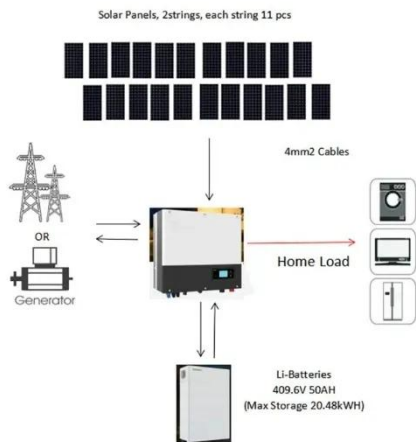 Solar Panels, 2strings, each string 11 pcs
4mm2 Cables
OR
Generator
Home Load
Li-Batteries
409.6V 50AH
(Max Storage 20.48kWH)